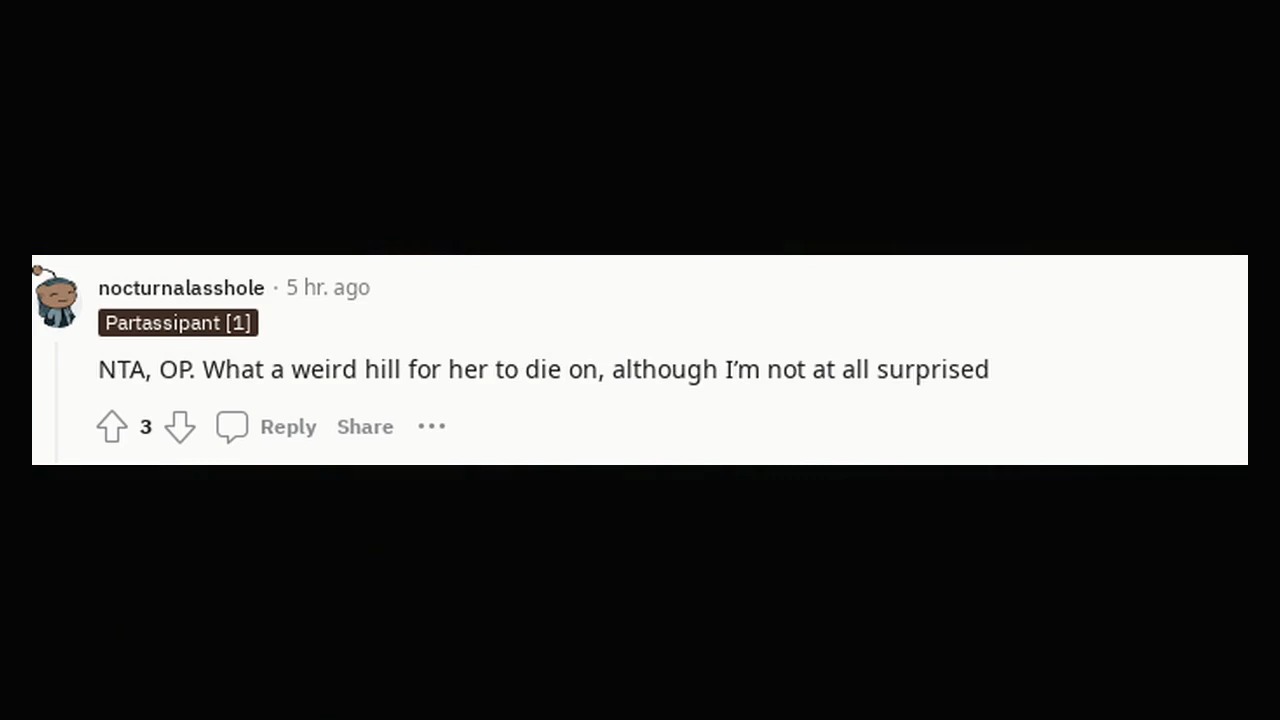 nocturnalasshole · 5 hr. ago
Partassipant [1]
NTA, OP. What a weird hill for her to die on, although I’m not at all surprised
3 Reply Share